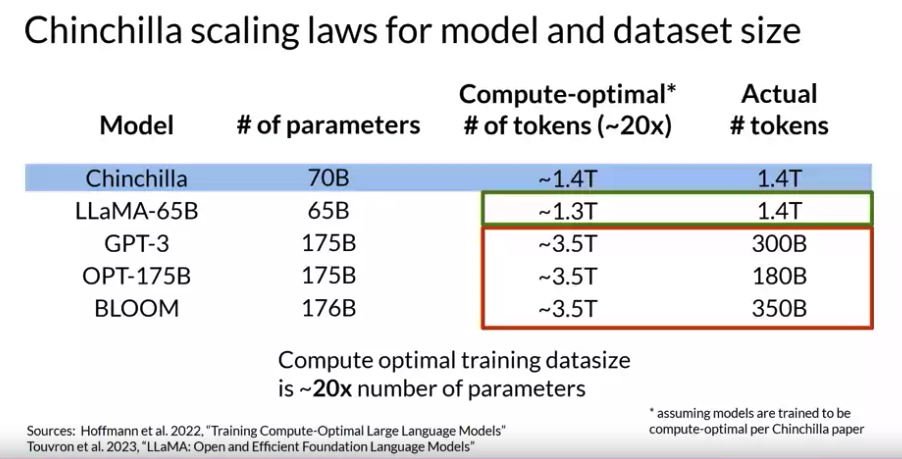 Chinchilla scaling laws for model and dataset size
Model # of parameters Compute-optimal* # of tokens (~20x) Actual # tokens
Chinchilla 70B ~1.4T 1.4T
LLaMA-65B 65B ~1.3T 1.4T
GPT-3 175B ~3.5T 300B
OPT-175B 175B ~3.5T 180B
BLOOM 176B ~3.5T 350B
Compute optimal training datasize
is ~20x number of parameters
* assuming models are trained to be
compute-optimal per Chinchilla paper
Sources: Hoffmann et al. 2022, “Training Compute-Optimal Large Language Models”
Touvron et al. 2023, “LLaMA: Open and Efficient Foundation Language Models”